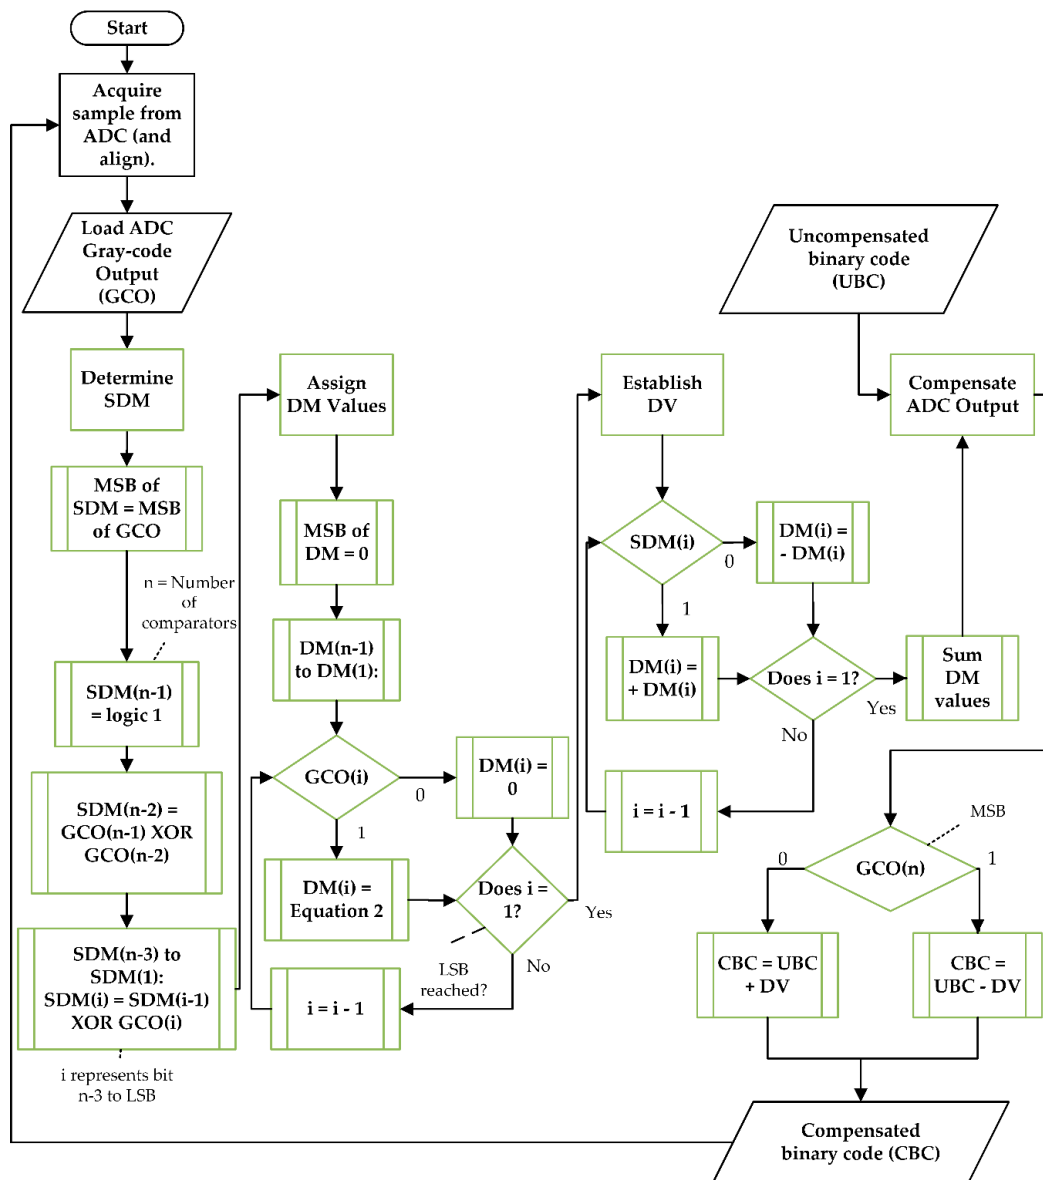 Start
Acquire
sample from
ADC (and
align).
Load ADC
Gray-code
Output
(GCO)
Determine
SDM
MSB of
SDM = MSB
of GCO
n = Number
of
comparators
SDM(n-1)
= logic 1
SDM(n-2) =
GCO(n-1) XOR
GCO(n-2)
SDM(n-3) to
SDM(1):
SDM(i) = SDM(i-1)
XOR GCO(i)
i represents bit
n-3 to LSB
Assign
DM Values
MSB of
DM = 0
DM(n-1)
to DM(1):
GCO(i)
0
DM(i) =
0
1
DM(i) =
Equation 2
Does i =
1?
Yes
No
LSB
reached?
i = i - 1
Establish
DV
SDM(i)
0
DM(i) =
- DM(i)
1
DM(i) =
+ DM(i)
Does i = 1?
Yes
No
i = i - 1
Sum
DM
values
Uncompensated
binary code
(UBC)
Compensate
ADC Output
MSB
GCO(n)
0
1
CBC = UBC
+ DV
CBC =
UBC - DV
Compensated
binary code (CBC)